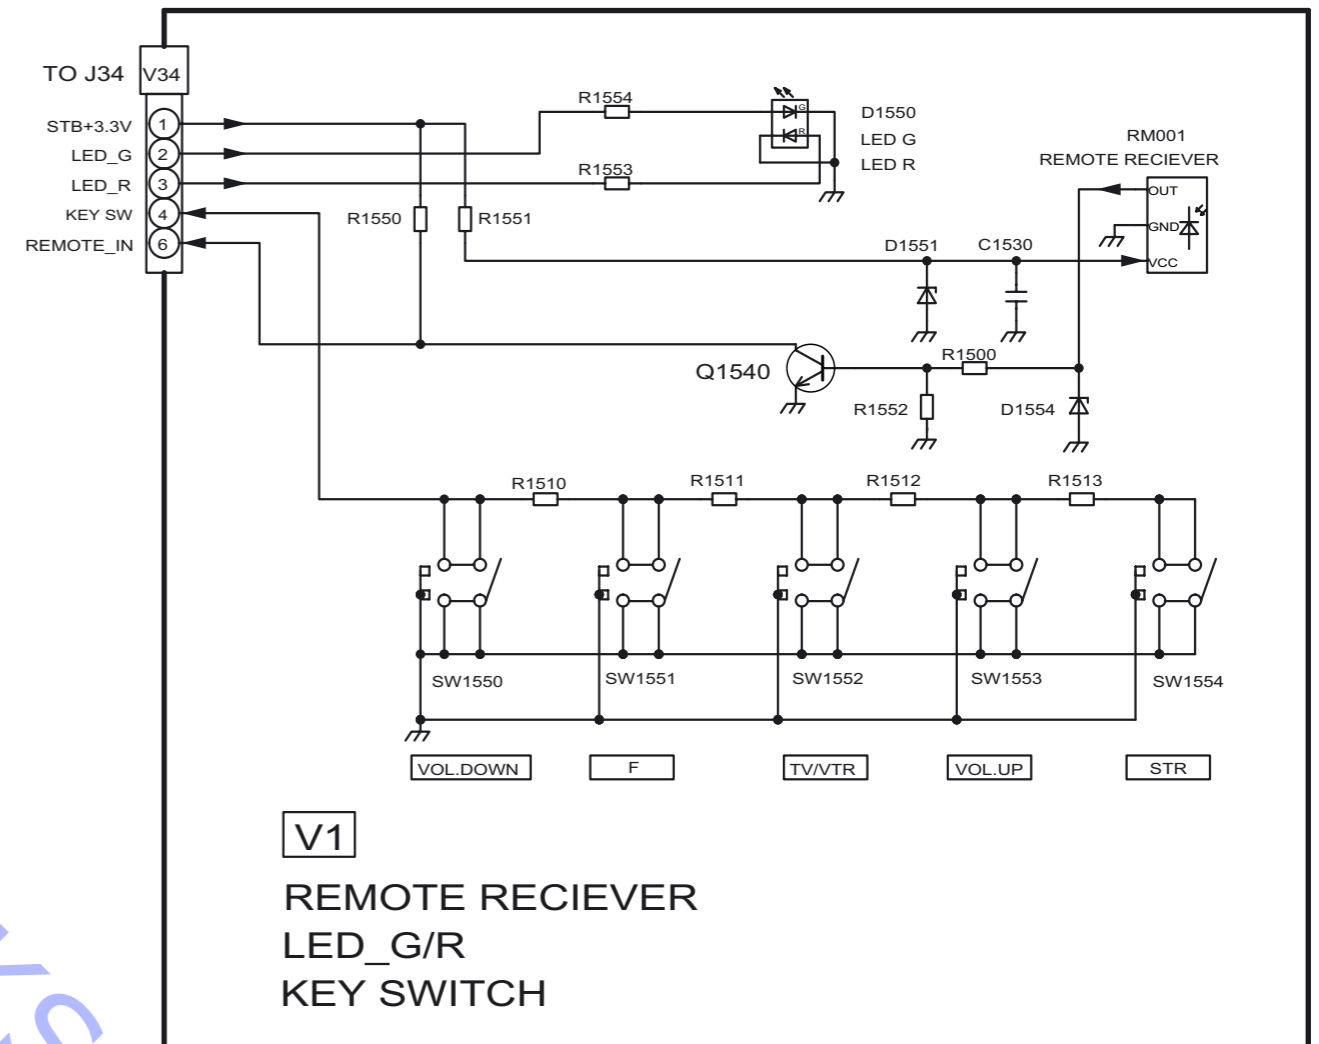 TO J34
V34
STB+3.3V
1
LED_G
2
LED_R
3
KEY SW
4
REMOTE_IN
6
R1554
G
R
D1550
LED G
LED R
R1553
RM001
REMOTE RECIEVER
OUT
GND
VCC
R1550
R1551
D1551
C1530
Q1540
R1500
R1552
D1554
R1510
R1511
R1512
R1513
SW1550
SW1551
SW1552
SW1553
SW1554
VOL.DOWN
F
TV/VTR
VOL.UP
STR
V1
REMOTE RECIEVER
LED_G/R
KEY SWITCH